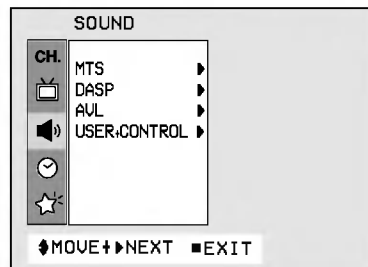 SOUND
CH.
MTS
DASP
AVL
USER+CONTROL
MOVE+NEXT EXIT